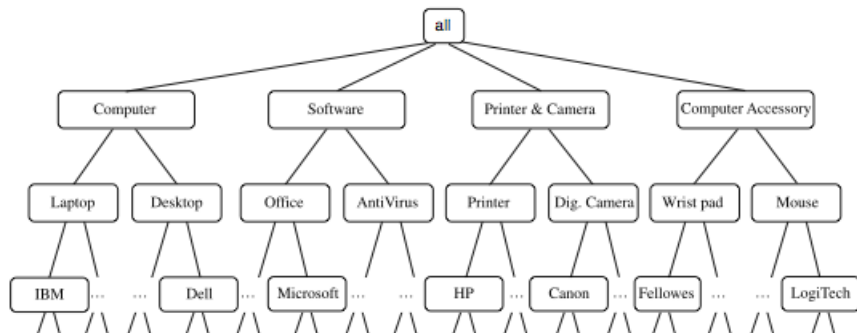 all
Computer
Software
Printer & Camera
Computer Accessory
Laptop
Desktop
Office
AntiVirus
Printer
Dig. Camera
Wrist pad
Mouse
IBM
...
...
Dell
...
Microsoft
...
...
HP
...
Canon
...
Fellowes
...
LogiTech